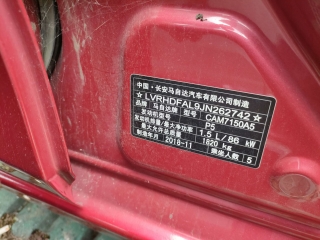 中国·长安马自达汽车有限公司制造
★LVRHDFAL9JN262742★
品牌 马自达牌 型号 CAM7150A5
发动机型号 P5
发动机排量/最大净功率 1.5 L/86 kW
最大允许总质量 1820 kg
制造年月 2018-11 乘坐人数 5